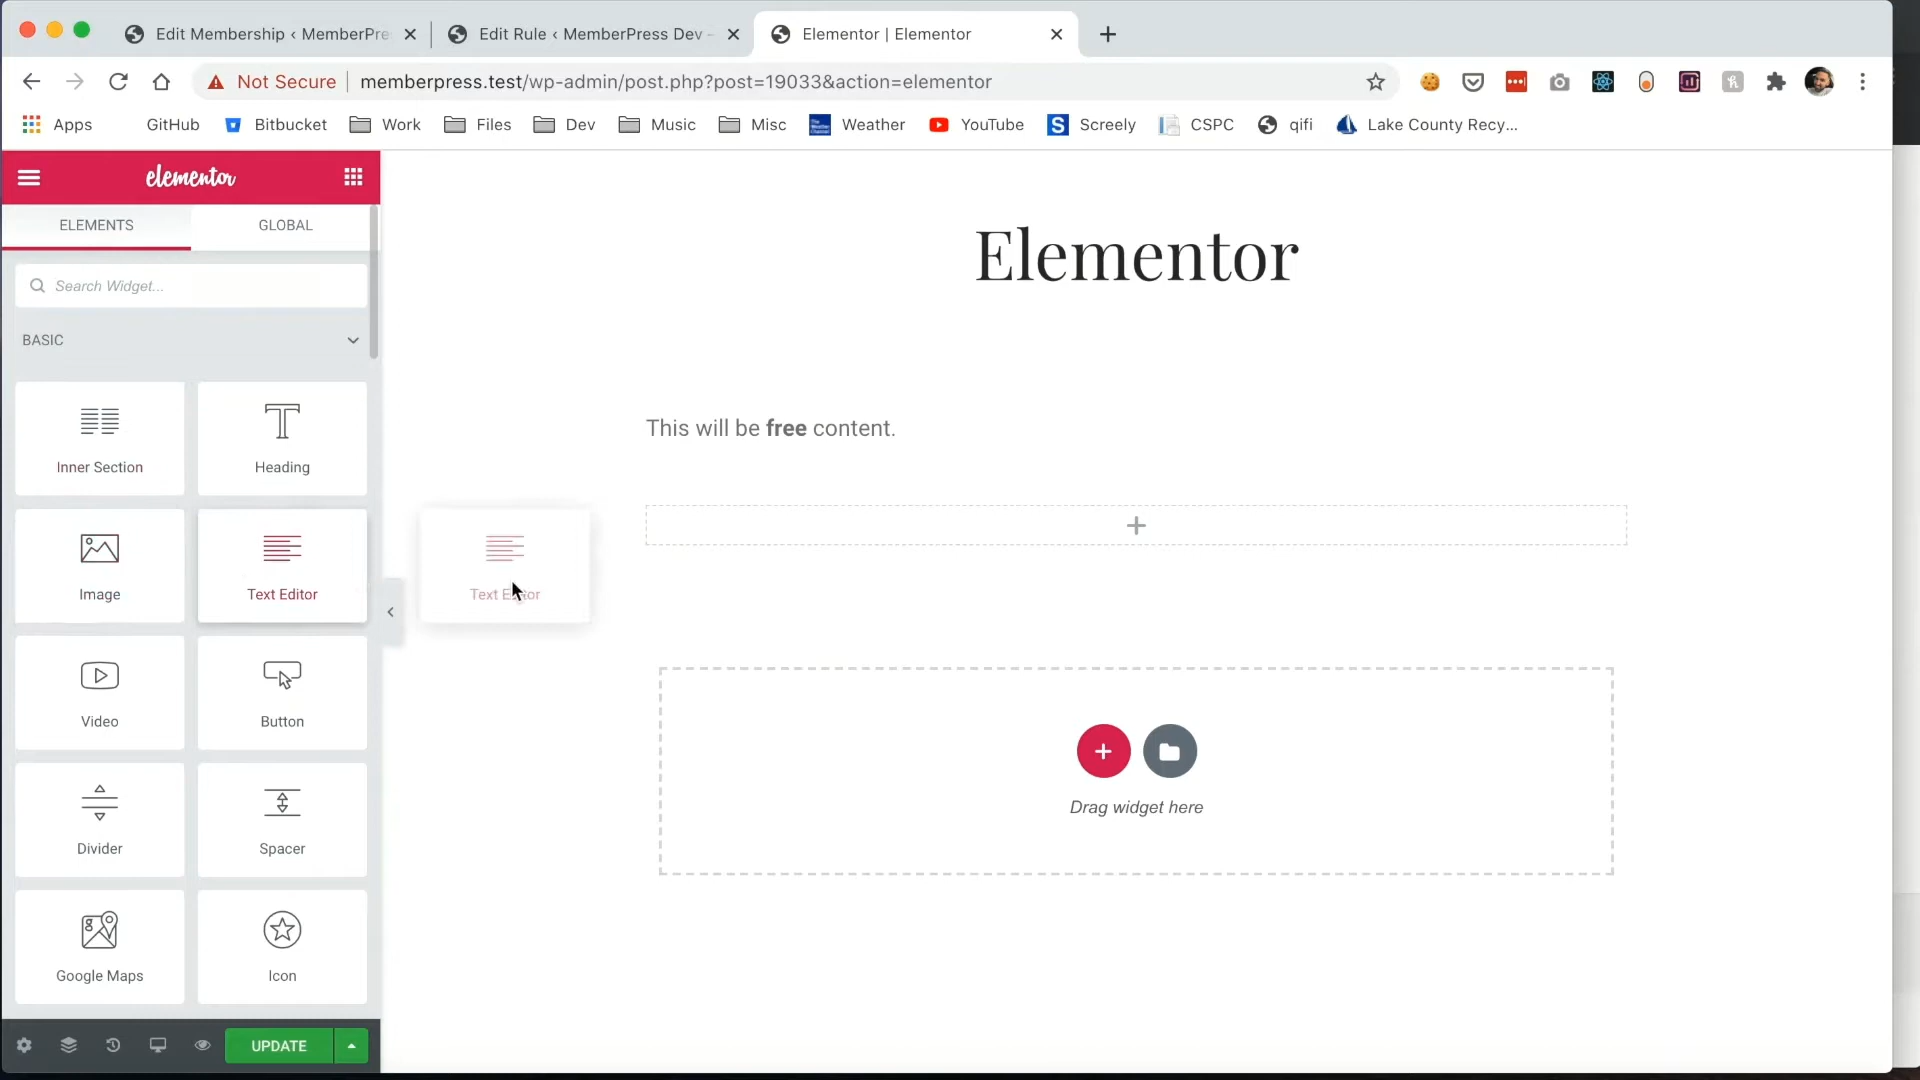 Edit Membership ‹ MemberPre
Edit Rule ‹ MemberPress Dev –
Elementor | Elementor
Not Secure
memberpress.test/wp-admin/post.php?post=19033&action=elementor
Apps
GitHub
Bitbucket
Work
Files
Dev
Music
Misc
Weather
YouTube
S
Screely
CSPC
qifi
Lake County Recy...
elementor
ELEMENTS
GLOBAL
Search Widget...
BASIC
Inner Section
Heading
Image
Text Editor
Video
Button
Divider
Spacer
Google Maps
Icon
UPDATE
Elementor
This will be free content.
Drag widget here